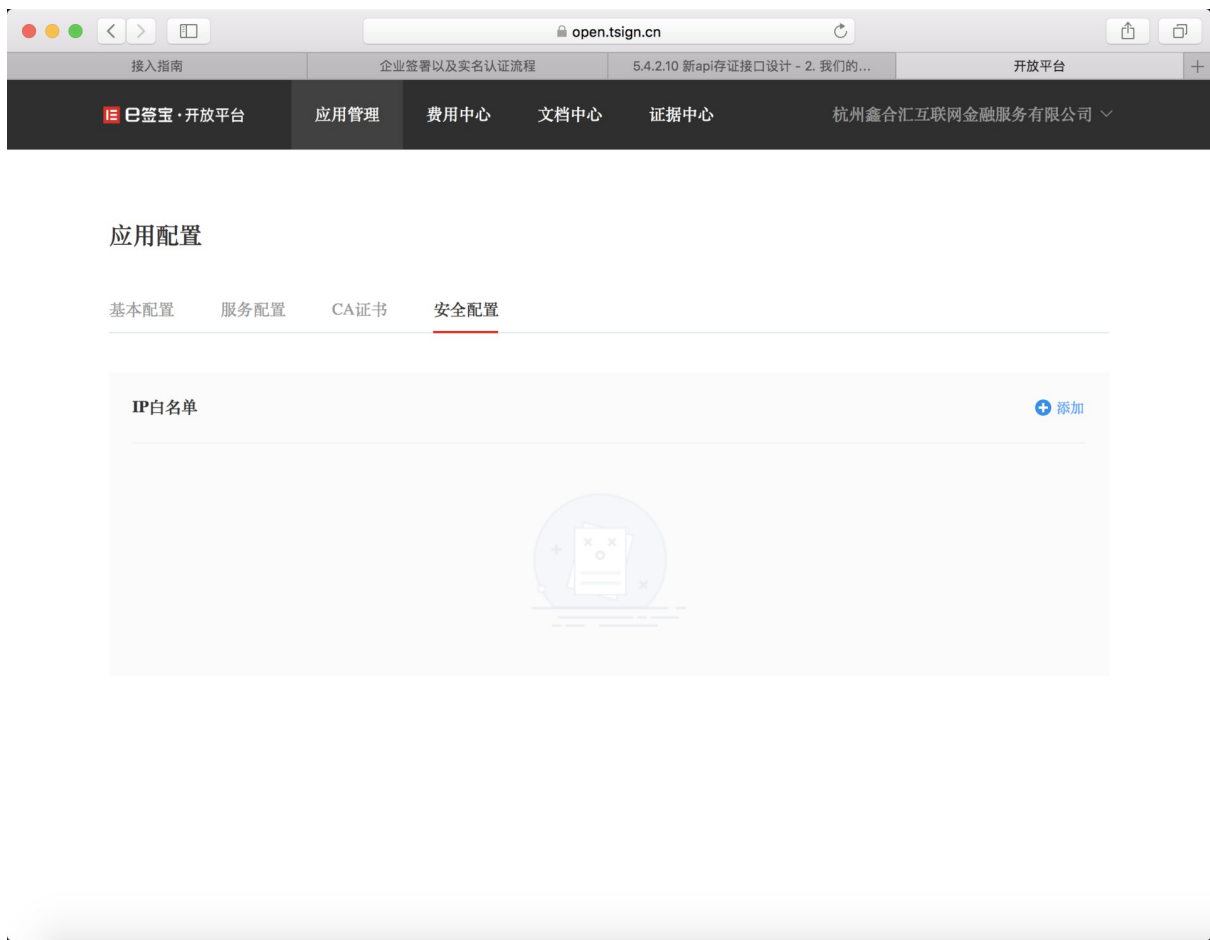 open.tsign.cn
接入指南 企业签署以及实名认证流程 5.4.2.10 新api存证接口设计 - 2. 我们的... 开放平台
e签宝·开放平台 应用管理 费用中心 文档中心 证据中心 杭州鑫合汇互联网金融服务有限公司
应用配置
基本配置 服务配置 CA证书 安全配置
IP白名单 添加